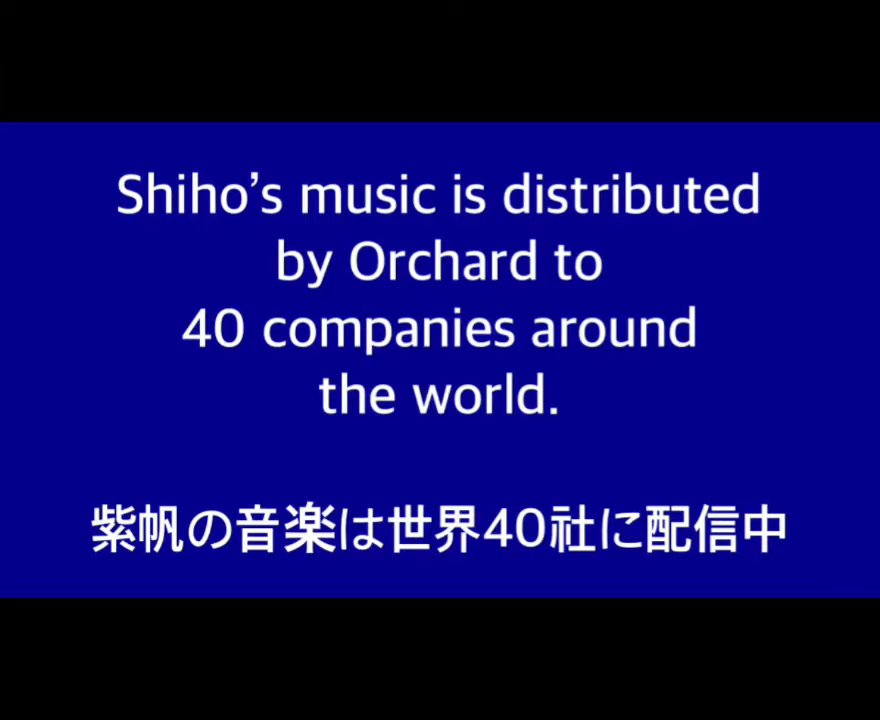 Shiho’s music is distributed
by Orchard to
40 companies around
the world.
紫帆の音楽は世界40社に配信中